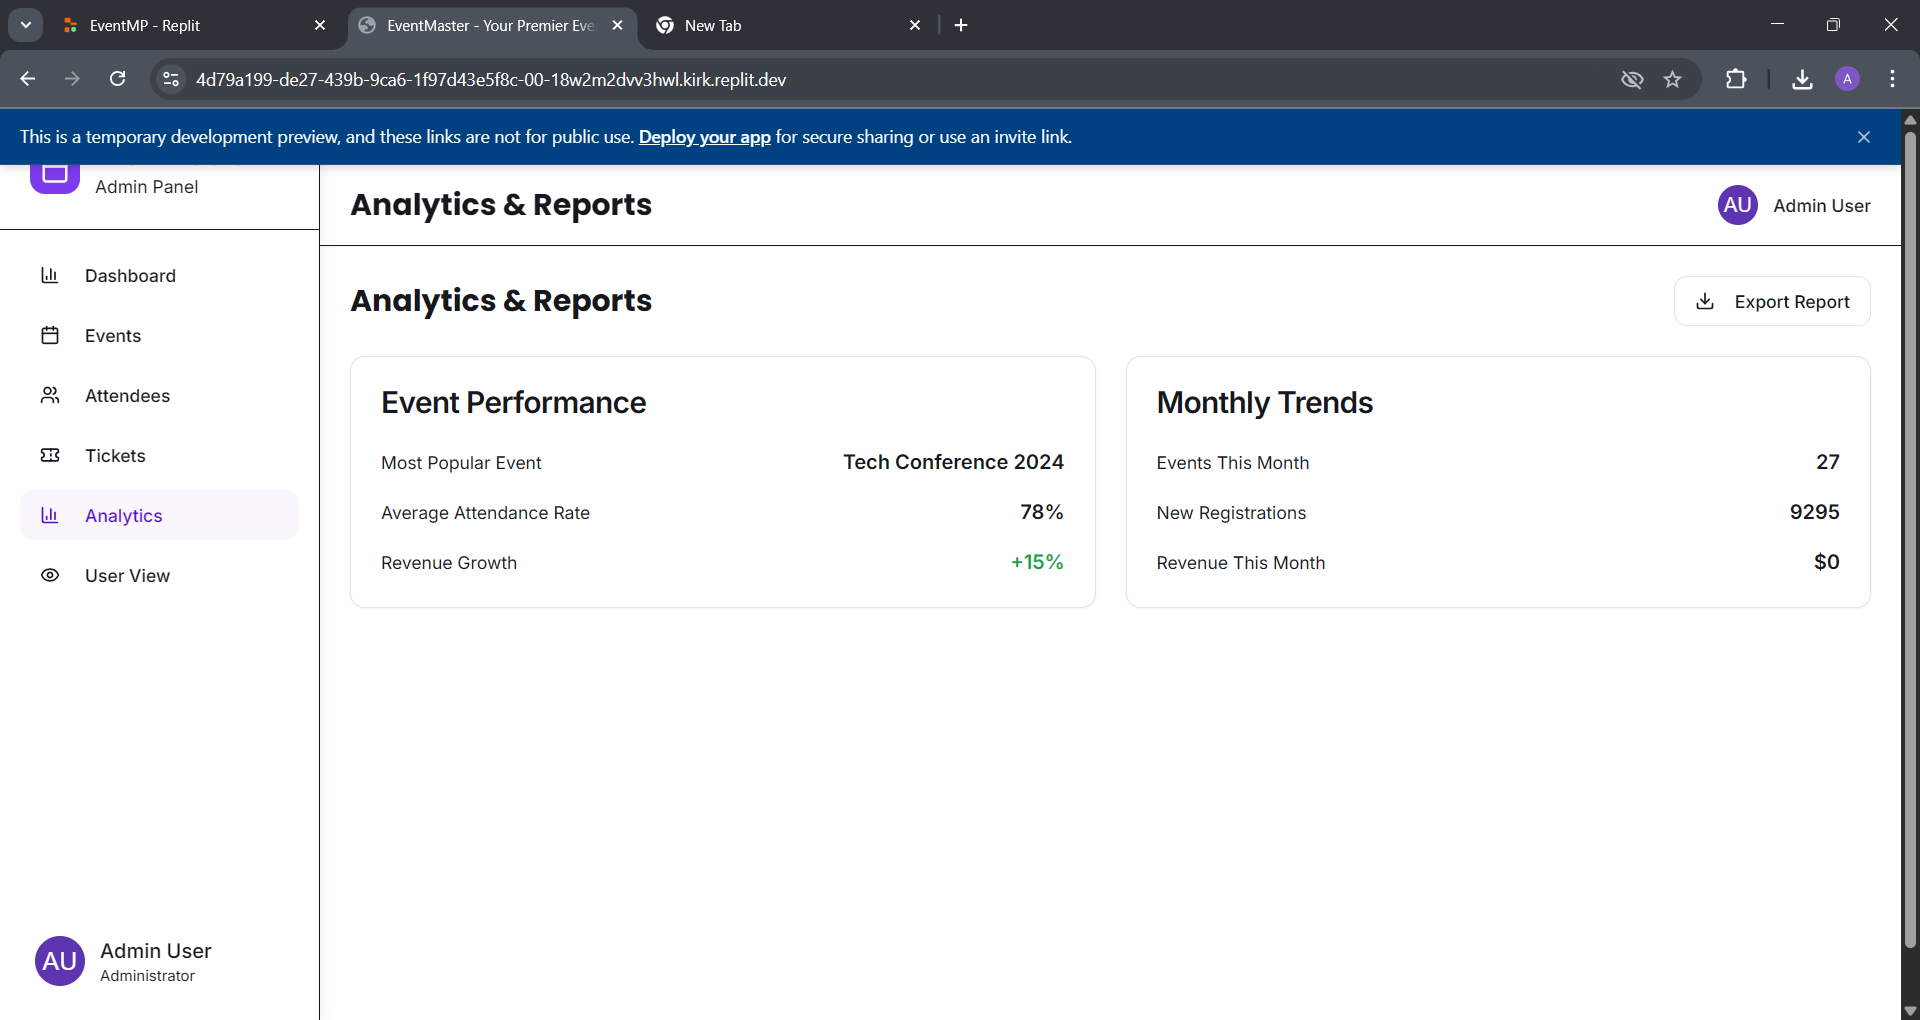 EventMP - Replit
EventMaster - Your Premier Eve
New Tab
4d79a199-de27-439b-9ca6-1f97d43e5f8c-00-18w2m2dvv3hwl.kirk.replit.dev
A
This is a temporary development preview, and these links are not for public use. Deploy your app for secure sharing or use an invite link.
Admin Panel
Analytics & Reports
AU Admin User
Dashboard
Events
Attendees
Tickets
Analytics
User View
Analytics & Reports
Export Report
Event Performance
Most Popular Event Tech Conference 2024
Average Attendance Rate 78%
Revenue Growth +15%
Monthly Trends
Events This Month 27
New Registrations 9295
Revenue This Month $0
AU Admin User
Administrator